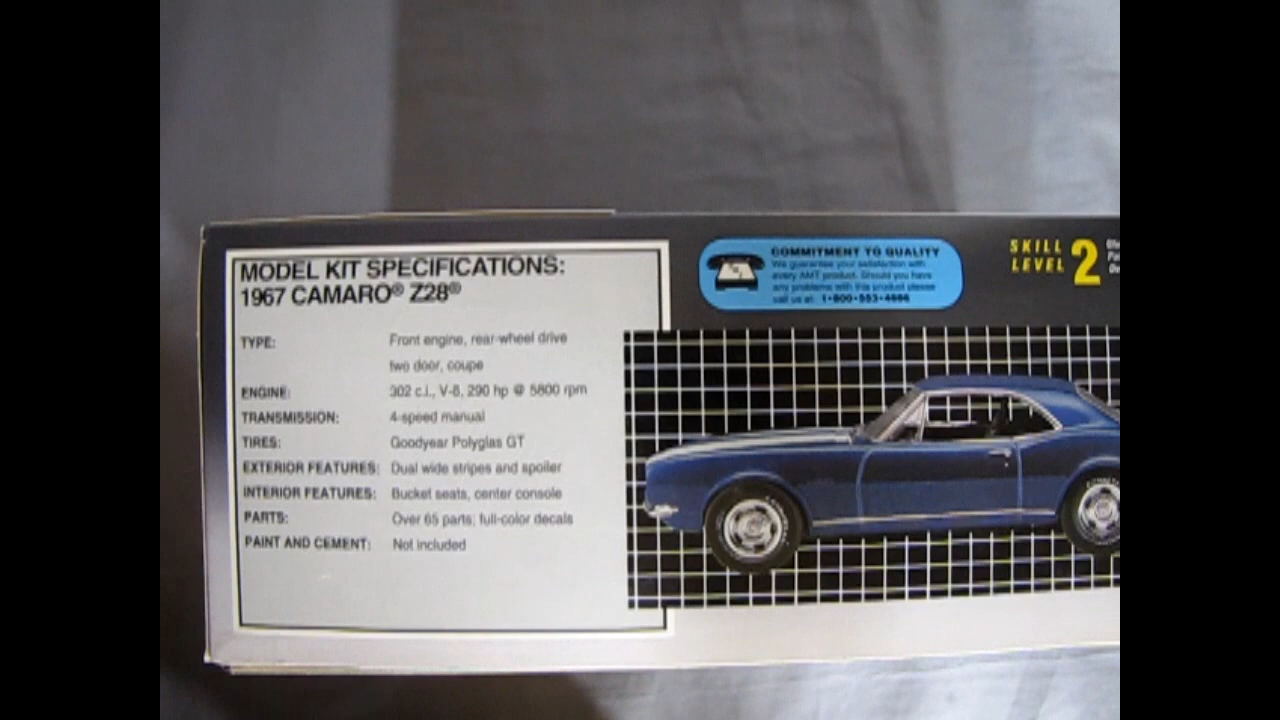 MODEL KIT SPECIFICATIONS:
1967 CAMARO® Z28®
TYPE: Front engine, rear-wheel drive
two door, coupe
ENGINE: 302 c.i., V-8, 290 hp @ 5800 rpm
TRANSMISSION: 4-speed manual
TIRES: Goodyear Polyglas GT
EXTERIOR FEATURES: Dual wide stripes and spoiler
INTERIOR FEATURES: Bucket seats, center console
PARTS: Over 65 parts; full-color decals
PAINT AND CEMENT: Not included
COMMITMENT TO QUALITY
We guarantee your satisfaction with
every AMT product. Should you have
any problems with this product please
call us at: 1-800-553-4886
SKILL
LEVEL 2